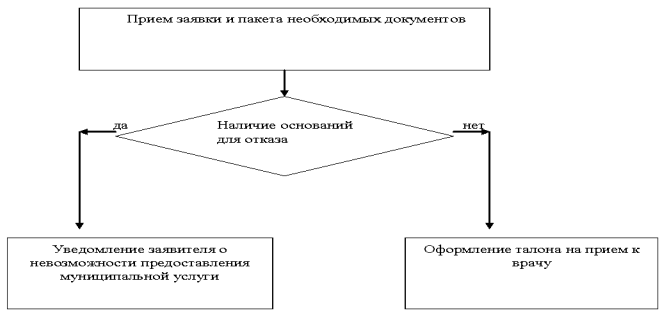 Прием заявки и пакета необходимых документов
да
Наличие оснований
для отказа
нет
Уведомление заявителя о
невозможности предоставления
муниципальной услуги
Оформление талона на прием к
врачу